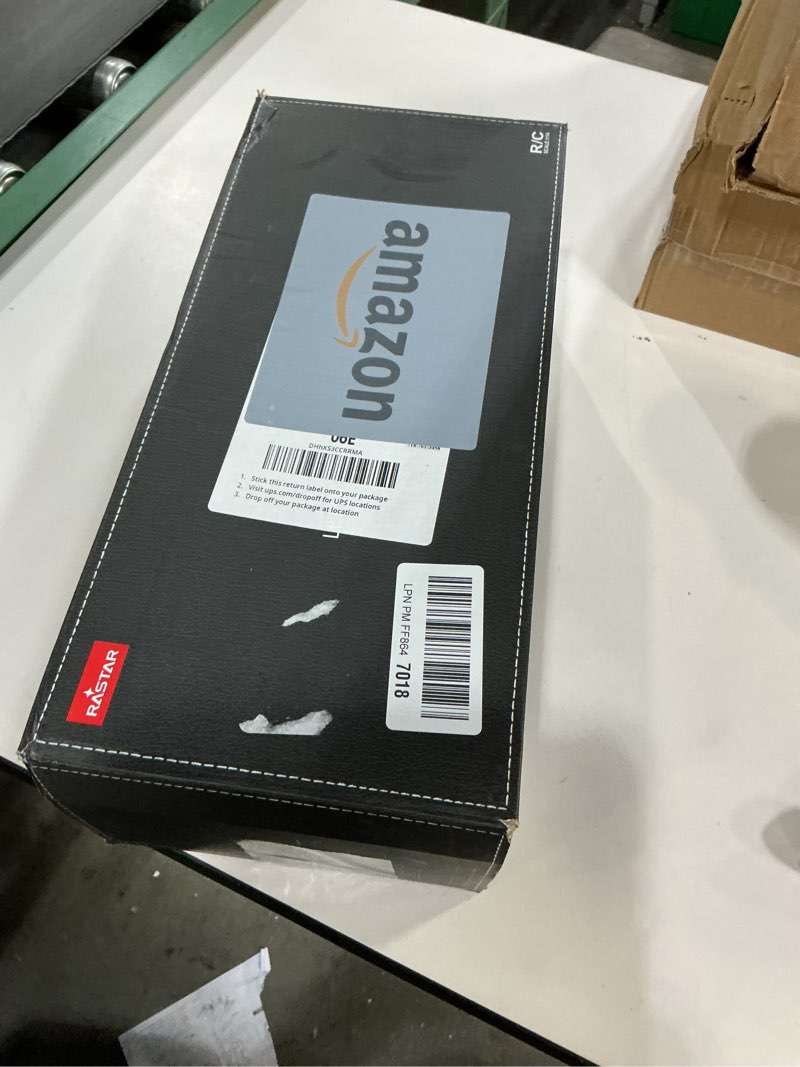 R/C
amazon
06E
DHhXS3CCRRMA
1. Stick this return label onto your package
2. Visit ups.com/dropoff for UPS locations
3. Drop off your package at location
LPN PM FF864 7018
RASTAR